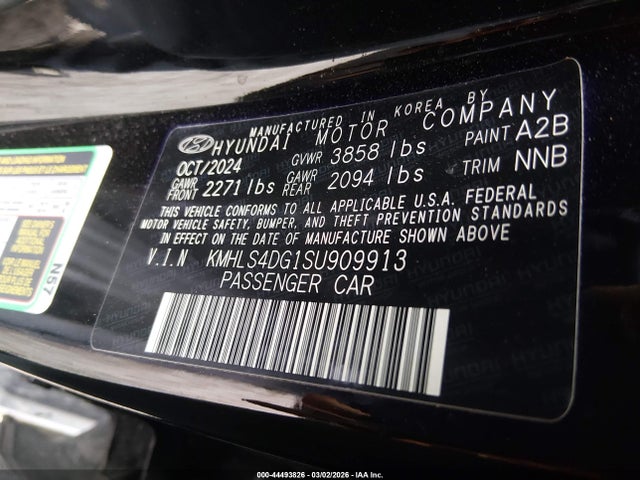 MANUFACTURED IN KOREA BY
HYUNDAI MOTOR COMPANY
OCT/2024 GVWR 3858 lbs PAINT A2B
GAWR FRONT 2271 lbs GAWR REAR 2094 lbs TRIM NNB
THIS VEHICLE CONFORMS TO ALL APPLICABLE U.S.A. FEDERAL
MOTOR VEHICLE SAFETY, BUMPER, AND THEFT PREVENTION STANDARDS
IN EFFECT ON THE DATE OF MANUFACTURE SHOWN ABOVE
V.I.N KMHLS4DG1SU909913
PASSENGER CAR
N57
000-44493826 - 03/02/2026 - IAA Inc.